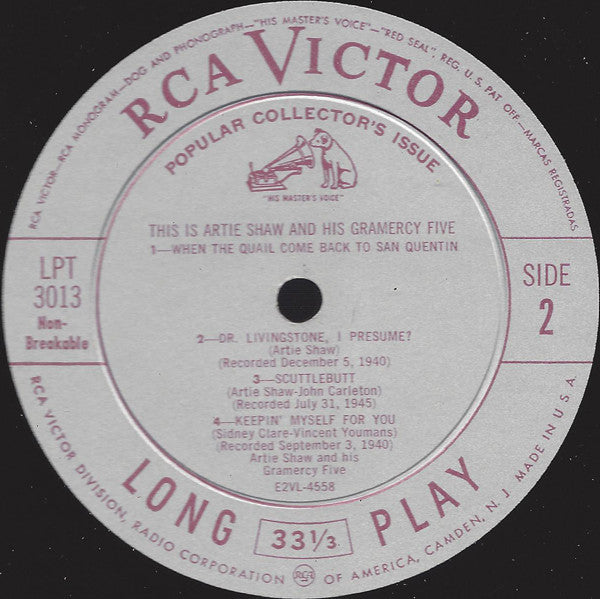 RCA VICTOR—RCA MONOGRAM—DOG AND PHONOGRAPH—"HIS MASTER'S VOICE"—"RED SEAL", REG. U.S. PAT. OFF.—MARCAS REGISTRADAS
RCA VICTOR
POPULAR COLLECTOR'S ISSUE
"HIS MASTER'S VOICE"
THIS IS ARTIE SHAW AND HIS GRAMERCY FIVE
1—WHEN THE QUAIL COME BACK TO SAN QUENTIN
LPT
3013
Non-
Breakable
SIDE
2
2—DR. LIVINGSTONE, I PRESUME?
(Artie Shaw)
(Recorded December 5, 1940)
3—SCUTTLEBUTT
(Artie Shaw-John Carleton)
(Recorded July 31, 1945)
4—KEEPIN' MYSELF FOR YOU
(Sidney Clare-Vincent Youmans)
(Recorded September 3, 1940)
Artie Shaw and his
Gramercy Five
E2VL-4558
LONG 33 1/3 PLAY
RCA VICTOR DIVISION, RADIO CORPORATION RCA OF AMERICA, CAMDEN, N. J. MADE IN U.S.A.